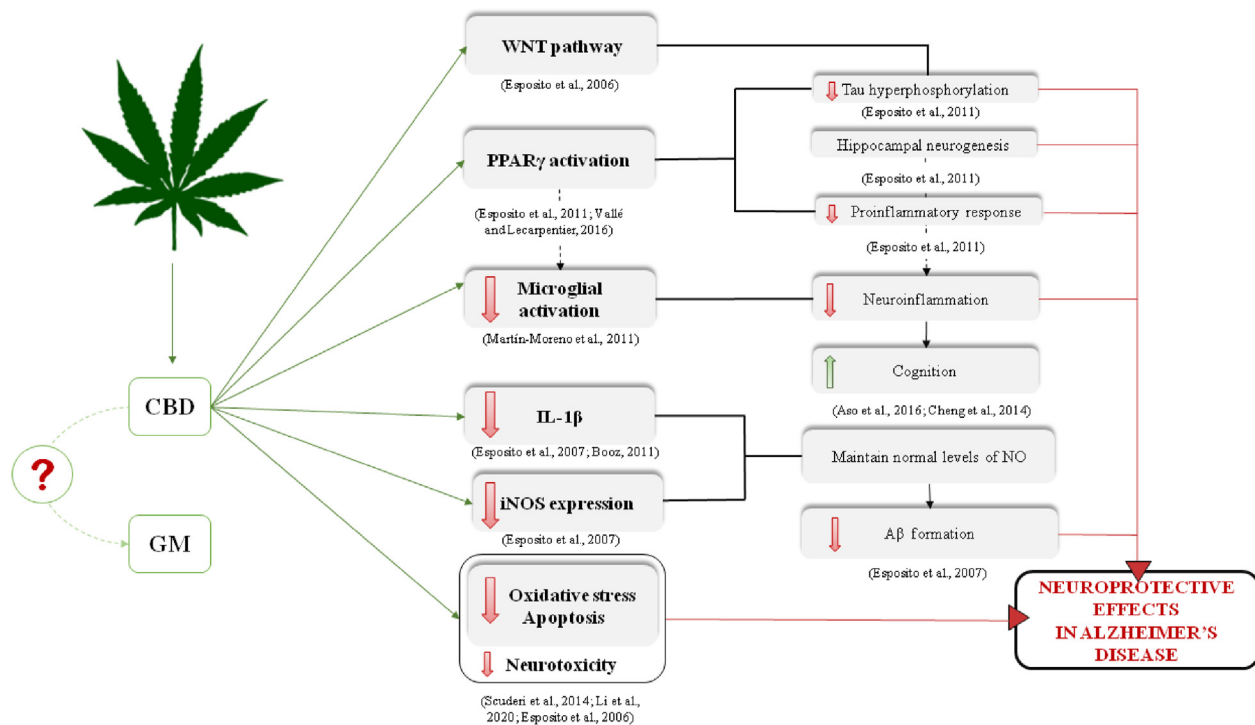 WNT pathway
(Esposito et al., 2006)
PPARγ activation
(Esposito et al., 2011; Vallé
and Lecarpentier, 2016)
Microglial
activation
(Martín-Moreno et al., 2011)
CBD
?
GM
IL-1β
(Esposito et al., 2007; Booz, 2011)
iNOS expression
(Esposito et al., 2007)
Oxidative stress
Apoptosis
Neurotoxicity
(Scuderi et al., 2014; Li et al.,
2020; Esposito et al., 2006)
Tau hyperphosphorylation
(Esposito et al., 2011)
Hippocampal neurogenesis
(Esposito et al., 2011)
Proinflammatory response
(Esposito et al., 2011)
Neuroinflammation
Cognition
(Aso et al., 2016; Cheng et al., 2014)
Maintain normal levels of NO
Aβ formation
(Esposito et al., 2007)
NEUROPROTECTIVE
EFFECTS
IN ALZHEIMER'S
DISEASE